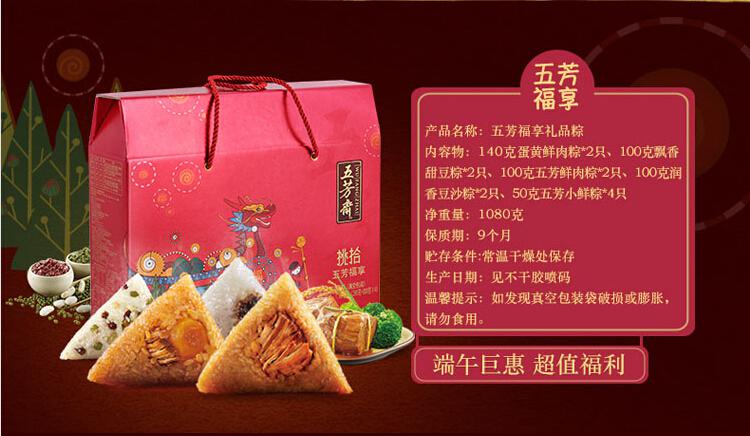 五芳
福享
五芳斋
WU FANG ZHAI
挑拾
五芳福享
产品名称：五芳福享礼品粽
内容物：140克蛋黄鲜肉粽*2只、100克飘香
甜豆粽*2只、100克五芳鲜肉粽*2只、100克润
香豆沙粽*2只、50克五芳小鲜粽*4只
净重量：1080克
保质期：9个月
贮存条件:常温干燥处保存
生产日期：见不干胶喷码
温馨提示：如发现真空包装袋破损或膨胀，
请勿食用。
端午巨惠 超值福利